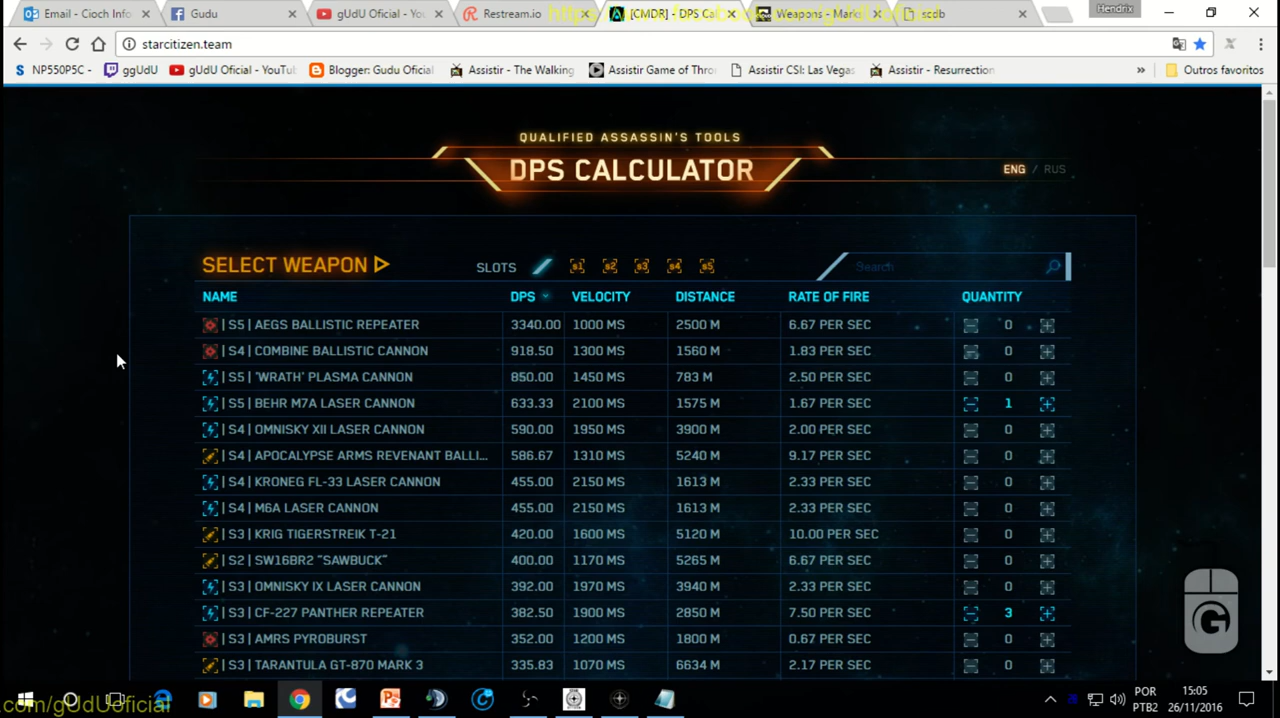 Email - Cioch Info
Gudu
gUdU Oficial - You
Restream.io
[CMDR] - DPS Cal
Weapons - Mark
scdb
Hendrix
starcitizen.team
NP550P5C -
ggUdU
gUdU Oficial - YouTu
Blogger: Gudu Oficial
Assistir - The Walking
Assistir Game of Thro
Assistir CSI: Las Vegas
Assistir - Resurrection
Outros favoritos
QUALIFIED ASSASSIN'S TOOLS
DPS CALCULATOR
ENG / RUS
SELECT WEAPON
SLOTS
S1 S2 S3 S4 S5
Search
NAME DPS VELOCITY DISTANCE RATE OF FIRE QUANTITY
| S5 | AEGS BALLISTIC REPEATER 3340.00 1000 MS 2500 M 6.67 PER SEC 0
| S4 | COMBINE BALLISTIC CANNON 918.50 1300 MS 1560 M 1.83 PER SEC 0
| S5 | 'WRATH' PLASMA CANNON 850.00 1450 MS 783 M 2.50 PER SEC 0
| S5 | BEHR M7A LASER CANNON 633.33 2100 MS 1575 M 1.67 PER SEC 1
| S4 | OMNISKY XII LASER CANNON 590.00 1950 MS 3900 M 2.00 PER SEC 0
| S4 | APOCALYPSE ARMS REVENANT BALLI... 586.67 1310 MS 5240 M 9.17 PER SEC 0
| S4 | KRONEG FL-33 LASER CANNON 455.00 2150 MS 1613 M 2.33 PER SEC 0
| S4 | M6A LASER CANNON 455.00 2150 MS 1613 M 2.33 PER SEC 0
| S3 | KRIG TIGERSTREIK T-21 420.00 1600 MS 5120 M 10.00 PER SEC 0
| S2 | SW16BR2 "SAWBUCK" 400.00 1170 MS 5265 M 6.67 PER SEC 0
| S3 | OMNISKY IX LASER CANNON 392.00 1970 MS 3940 M 2.33 PER SEC 0
| S3 | CF-227 PANTHER REPEATER 382.50 1900 MS 2850 M 7.50 PER SEC 3
| S3 | AMRS PYROBURST 352.00 1200 MS 1800 M 0.67 PER SEC 0
| S3 | TARANTULA GT-870 MARK 3 335.83 1070 MS 6634 M 2.17 PER SEC 0
.com/gUdUoficial
POR
PTB2
15:05
26/11/2016